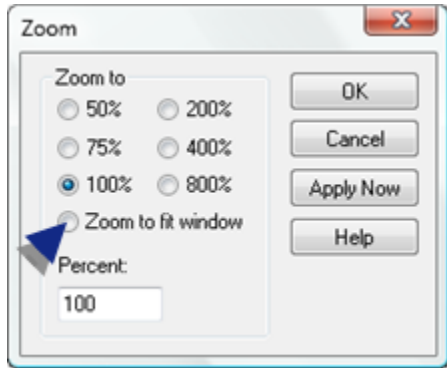 Zoom
Zoom to
50% 200%
75% 400%
100% 800%
Zoom to fit window
Percent:
100
OK
Cancel
Apply Now
Help